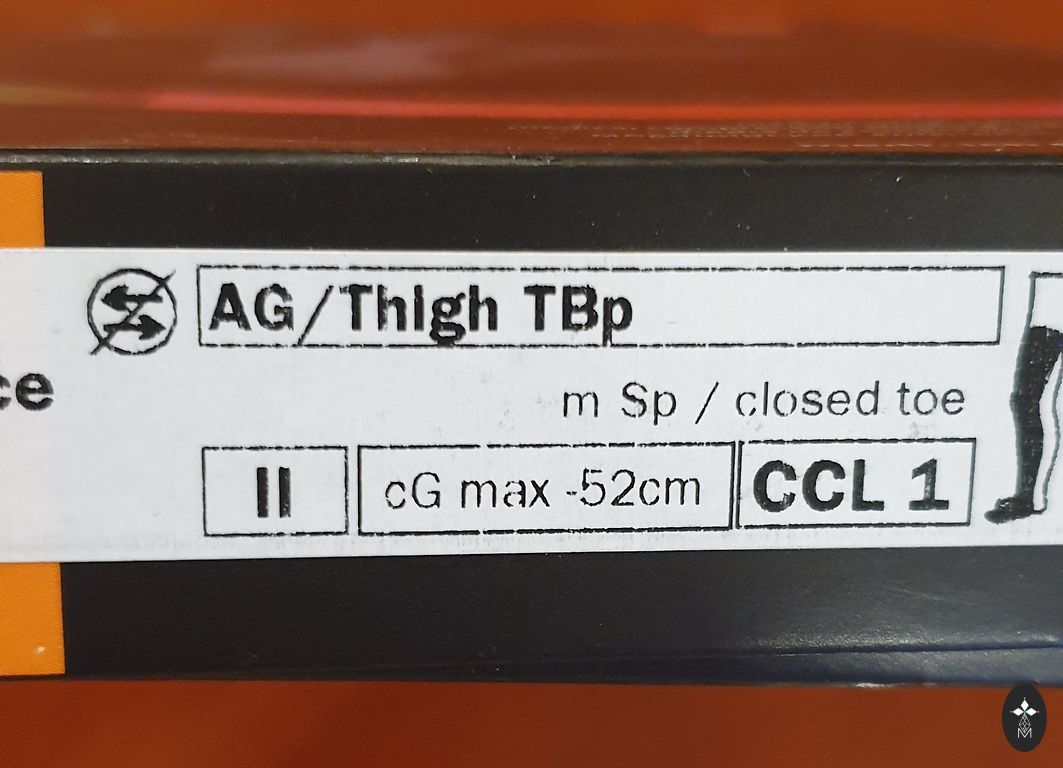 AG/Thigh TBp
ce
m Sp / closed toe
II
cG max -52cm
CCL 1
M